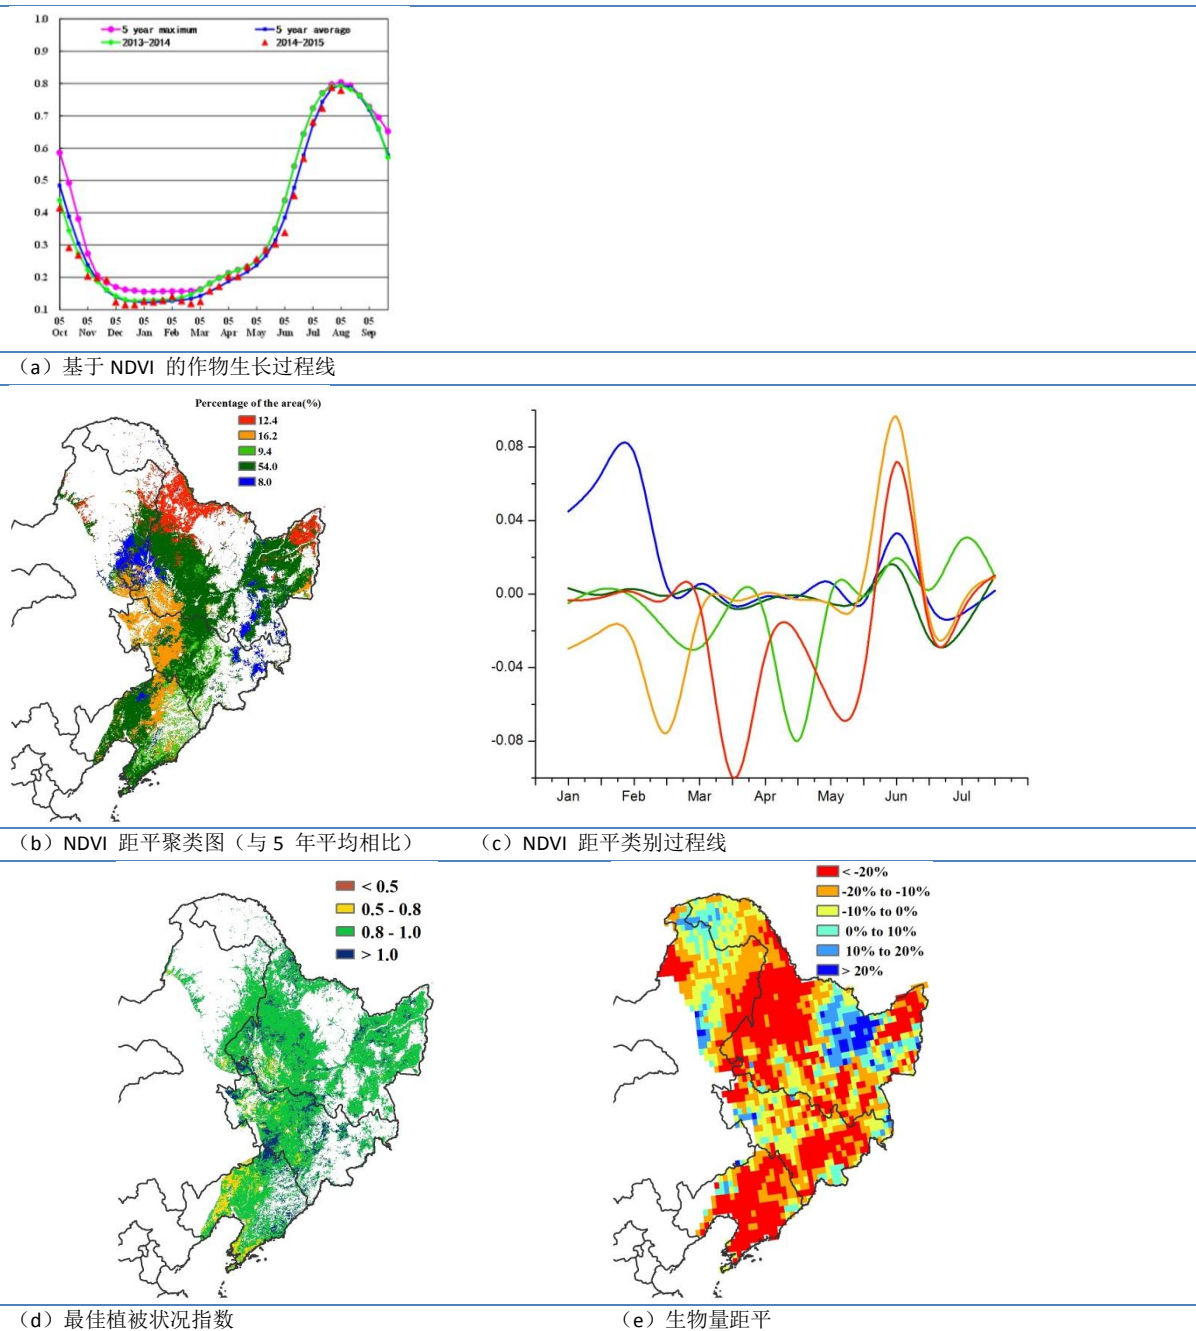 1.0
5 year maximum
5 year average
2013-2014
2014-2015
0.9
0.8
0.7
0.6
0.5
0.4
0.3
0.2
0.1
05 05 05 05 05 05 05 05 05 05 05 05
Oct Nov Dec Jan Feb Mar Apr May Jun Jul Aug Sep
（a）基于 NDVI 的作物生长过程线
Percentage of the area(%)
12.4
16.2
9.4
54.0
8.0
0.08
0.04
0.00
-0.04
-0.08
Jan Feb Mar Apr May Jun Jul
（b）NDVI 距平聚类图（与 5 年平均相比） （c）NDVI 距平类别过程线
< 0.5
0.5 - 0.8
0.8 - 1.0
> 1.0
< -20%
-20% to -10%
-10% to 0%
0% to 10%
10% to 20%
> 20%
（d）最佳植被状况指数 （e）生物量距平